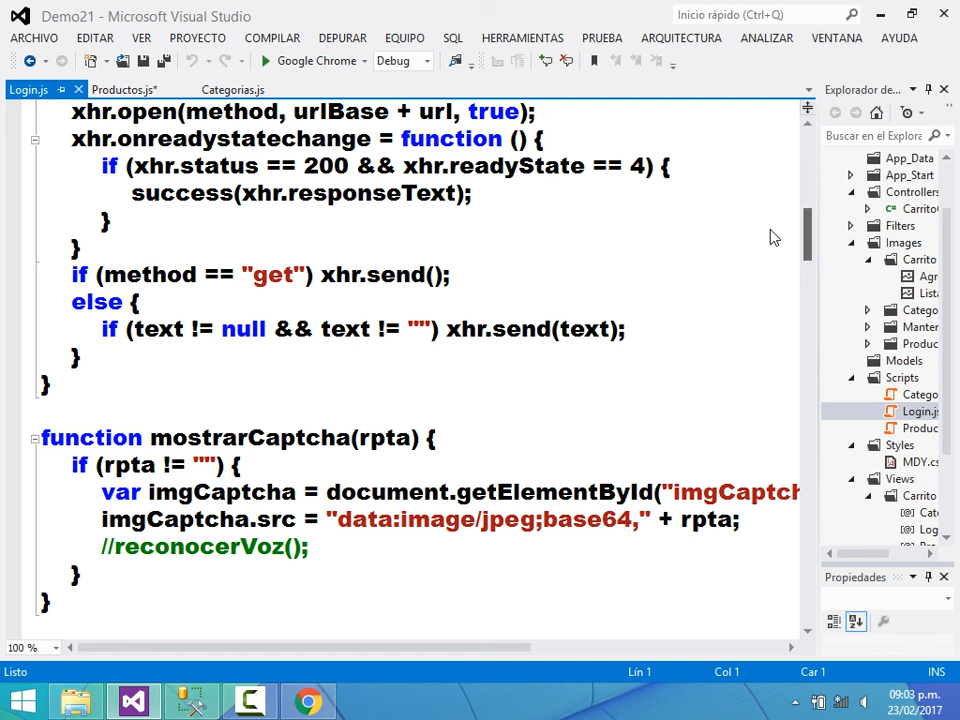 Demo21 - Microsoft Visual Studio
Inicio rápido (Ctrl+Q)
ARCHIVO EDITAR VER PROYECTO COMPILAR DEPURAR EQUIPO SQL HERRAMIENTAS PRUEBA ARQUITECTURA ANALIZAR VENTANA AYUDA
Google Chrome Debug
Login.js Productos.js* Categorias.js
Explorador de...
Buscar en el Explora
xhr.open(method, urlBase + url, true);
xhr.onreadystatechange = function () {
if (xhr.status == 200 && xhr.readyState == 4) {
success(xhr.responseText);
}
}
if (method == "get") xhr.send();
else {
if (text != null && text != "") xhr.send(text);
}
}
function mostrarCaptcha(rpta) {
if (rpta != "") {
var imgCaptcha = document.getElementById("imgCaptch
imgCaptcha.src = "data:image/jpeg;base64," + rpta;
//reconocerVoz();
}
}
App_Data
App_Start
Controllers
C# Carrito
Filters
Images
Carrito
Agr
Lista
Catego
Manter
Produc
Models
Scripts
Catego
Login.js
Produc
Styles
MDY.cs
Views
Carrito
Cate
Log
Propiedades
100 %
Listo Lín 1 Col 1 Car 1 INS
09:03 p.m.
23/02/2017